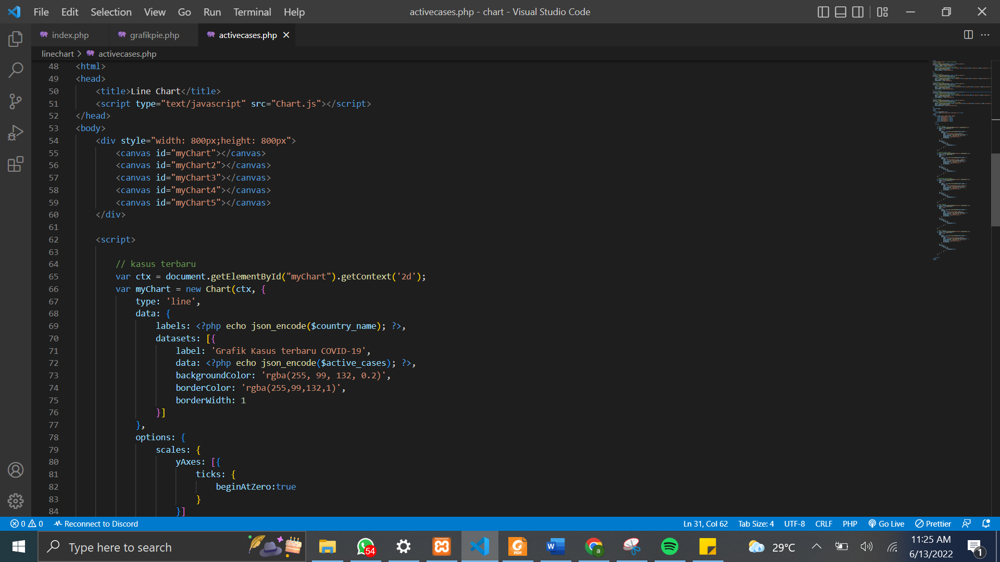 File Edit Selection View Go Run Terminal Help activecases.php - chart - Visual Studio Code
index.php grafikpie.php activecases.php
linechart > activecases.php
48 <html>
49 <head>
50 <title>Line Chart</title>
51 <script type="text/javascript" src="Chart.js"></script>
52 </head>
53 <body>
54 <div style="width: 800px;height: 800px">
55 <canvas id="myChart"></canvas>
56 <canvas id="myChart2"></canvas>
57 <canvas id="myChart3"></canvas>
58 <canvas id="myChart4"></canvas>
59 <canvas id="myChart5"></canvas>
60 </div>
61
62 <script>
63
64 // kasus terbaru
65 var ctx = document.getElementById("myChart").getContext('2d');
66 var myChart = new Chart(ctx, {
67 type: 'line',
68 data: {
69 labels: <?php echo json_encode($country_name); ?>,
70 datasets: [{
71 label: 'Grafik Kasus terbaru COVID-19',
72 data: <?php echo json_encode($active_cases); ?>,
73 backgroundColor: 'rgba(255, 99, 132, 0.2)',
74 borderColor: 'rgba(255,99,132,1)',
75 borderWidth: 1
76 }]
77 },
78 options: {
79 scales: {
80 yAxes: [{
81 ticks: {
82 beginAtZero:true
83 }
84 }]
0 0 Reconnect to Discord Ln 31, Col 62 Tab Size: 4 UTF-8 CRLF PHP Go Live Prettier
Type here to search 54 PDF W a 29°C 11:25 AM
6/13/2022 1